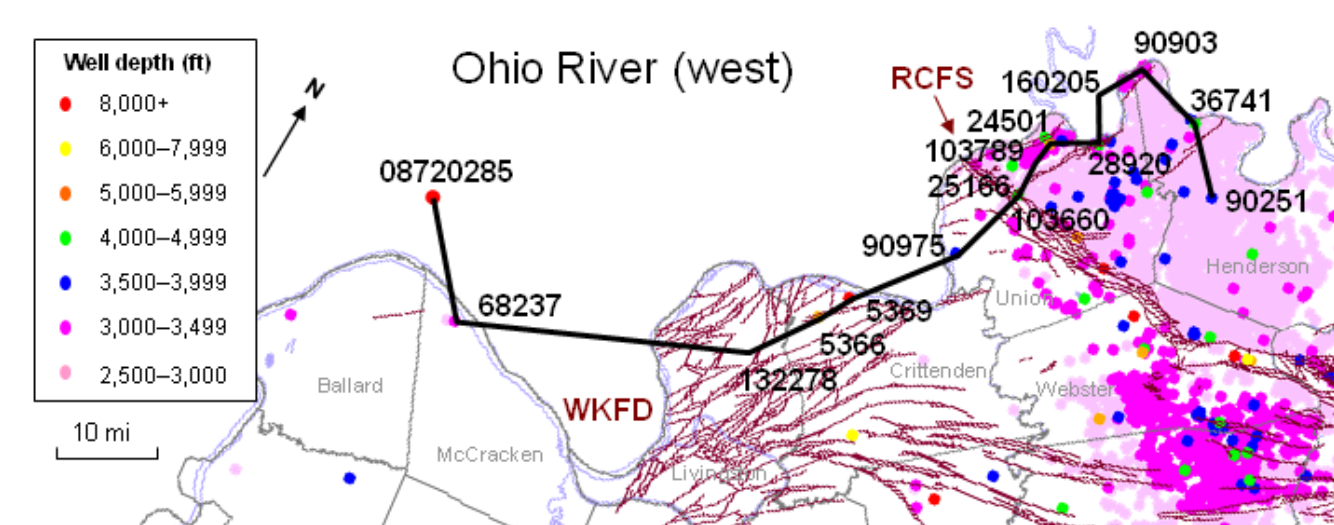 Well depth (ft)
8,000+
6,000–7,999
5,000–5,999
4,000–4,999
3,500–3,999
3,000–3,499
2,500–3,000
10 mi
N
Ohio River (west)
RCFS
90903
160205
36741
24501
103789
28920
25166
90251
103660
08720285
90975
Henderson
68237
Union
5369
5366
Crittenden
132278
Ballard
Webster
WKFD
McCracken
Livingston